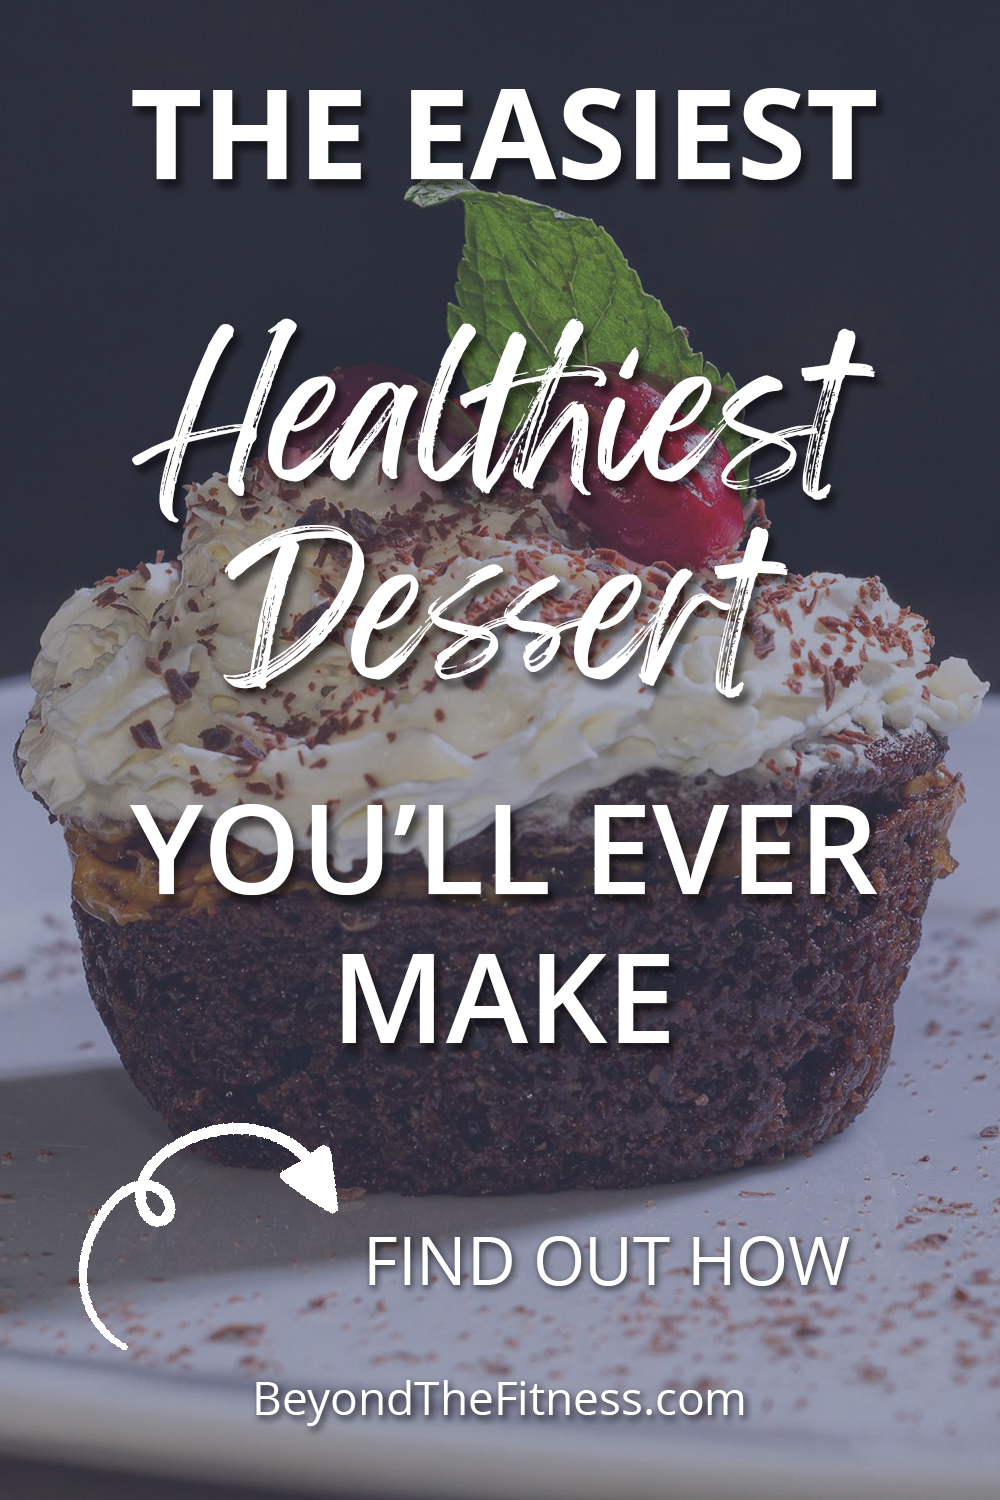 THE EASIEST
Healthiest
Dessert
YOU’LL EVER
MAKE
FIND OUT HOW
BeyondTheFitness.com